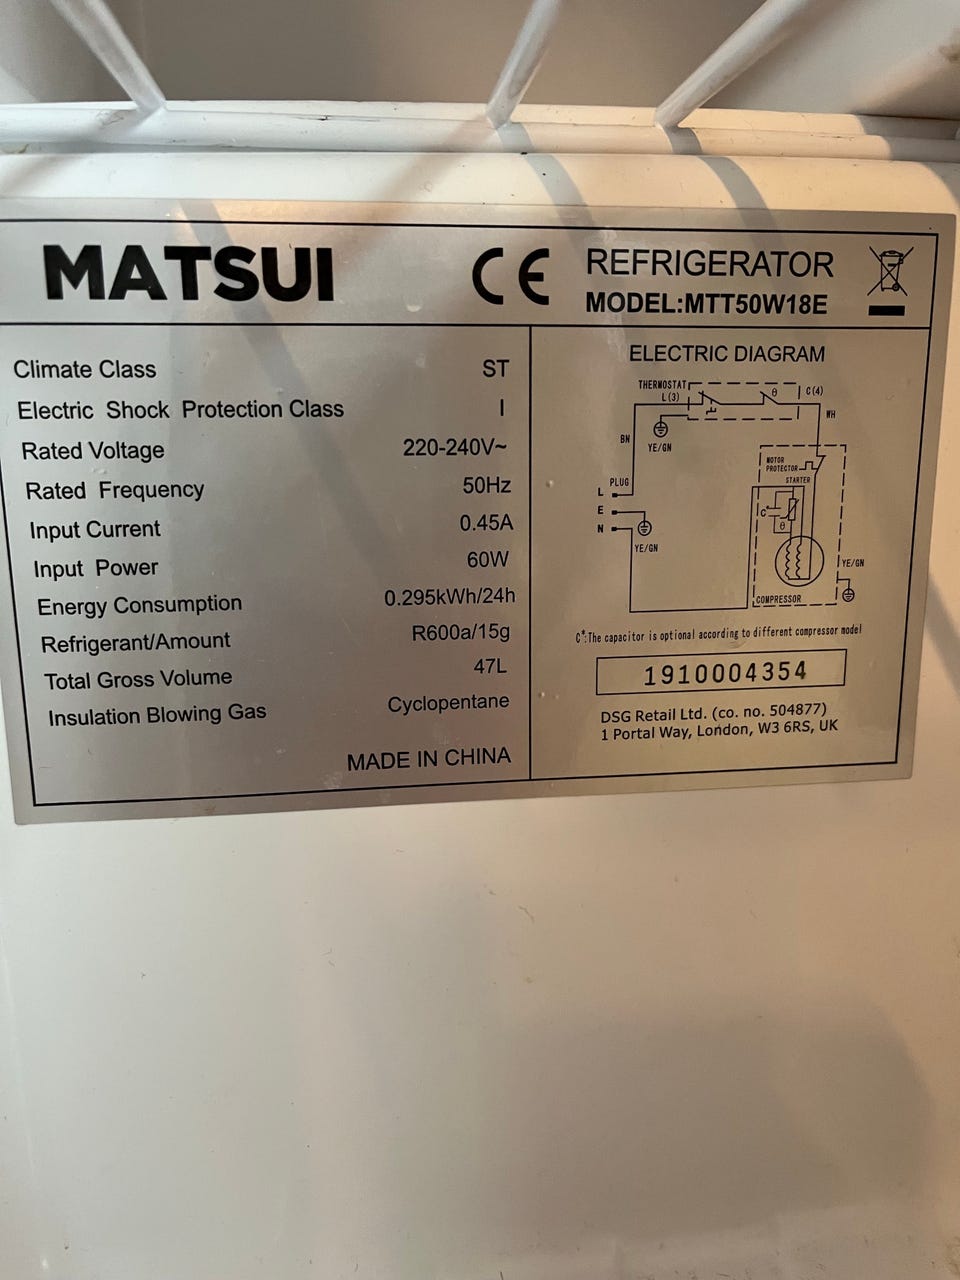 MATSUI
CE
REFRIGERATOR
MODEL:MTT50W18E
Climate Class ST
Electric Shock Protection Class I
Rated Voltage 220-240V~
Rated Frequency 50Hz
Input Current 0.45A
Input Power 60W
Energy Consumption 0.295kWh/24h
Refrigerant/Amount R600a/15g
Total Gross Volume 47L
Insulation Blowing Gas Cyclopentane
MADE IN CHINA
ELECTRIC DIAGRAM
THERMOSTAT
L(3)
θ
C(4)
WH
BN
YE/GN
MOTOR
PROTECTOR
STARTER
PLUG
L
E
N
C*
θ
YE/GN
YE/GN
COMPRESSOR
C*:The capacitor is optional according to different compressor model
1910004354
DSG Retail Ltd. (co. no. 504877)
1 Portal Way, London, W3 6RS, UK